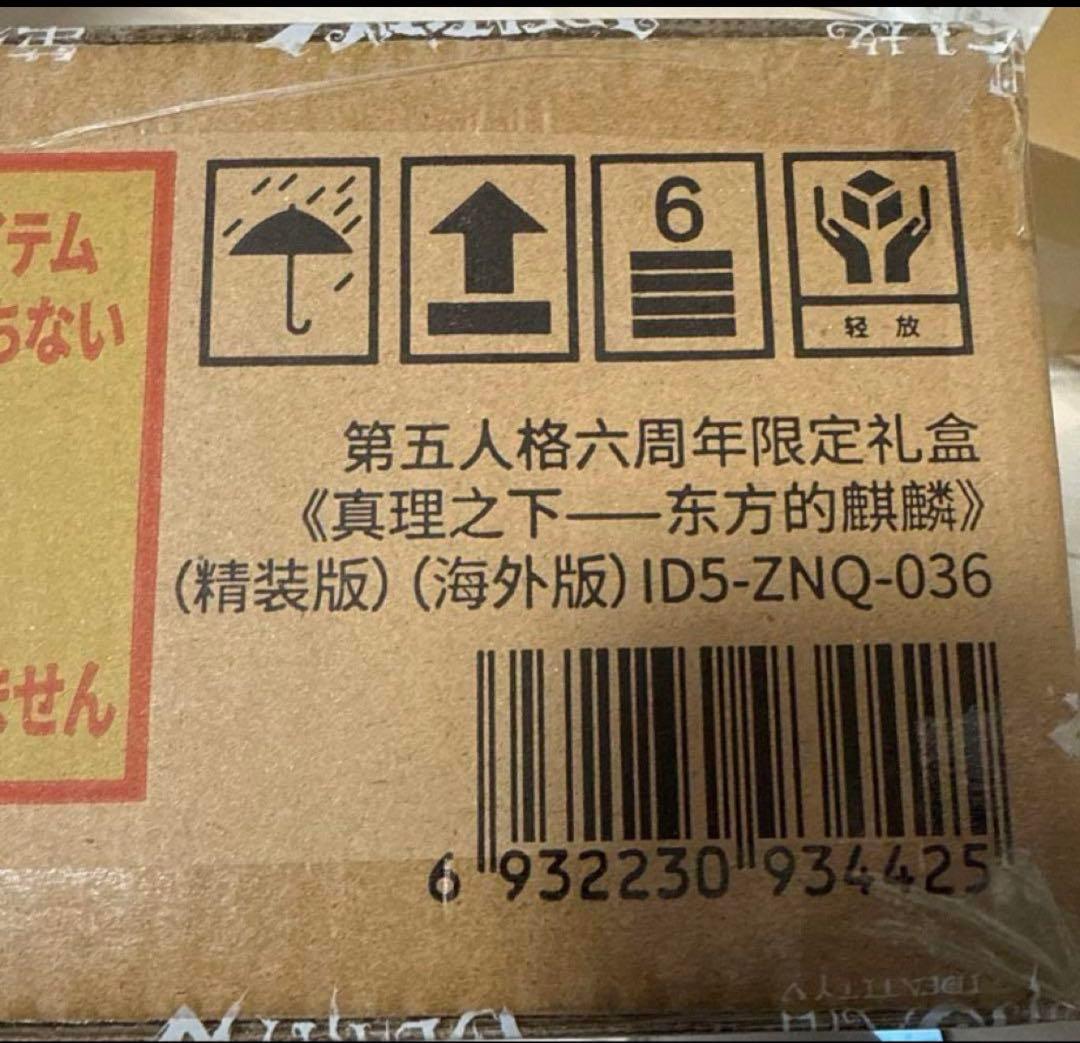 テム
らない
ません
6
轻放
第五人格六周年限定礼盒
《真理之下——东方的麒麟》
(精装版)(海外版)ID5-ZNQ-036
6 932230 934425